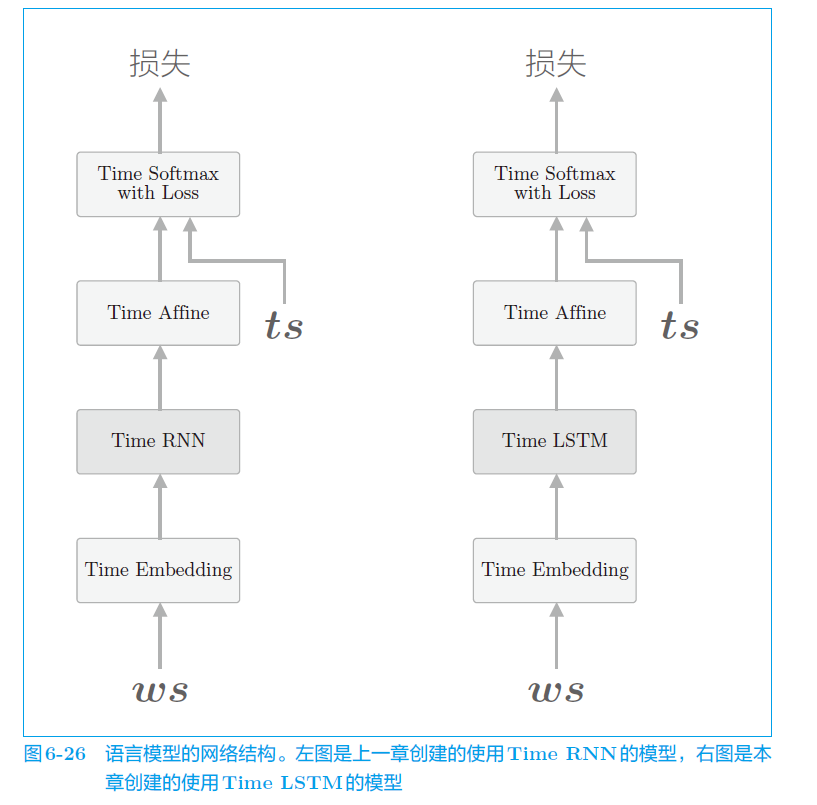 损失 损失
Time Softmax with Loss Time Softmax with Loss
Time Affine ts Time Affine ts
Time RNN Time LSTM
Time Embedding Time Embedding
ws ws
图6-26 语言模型的网络结构。左图是上一章创建的使用Time RNN的模型，右图是本
章创建的使用Time LSTM的模型